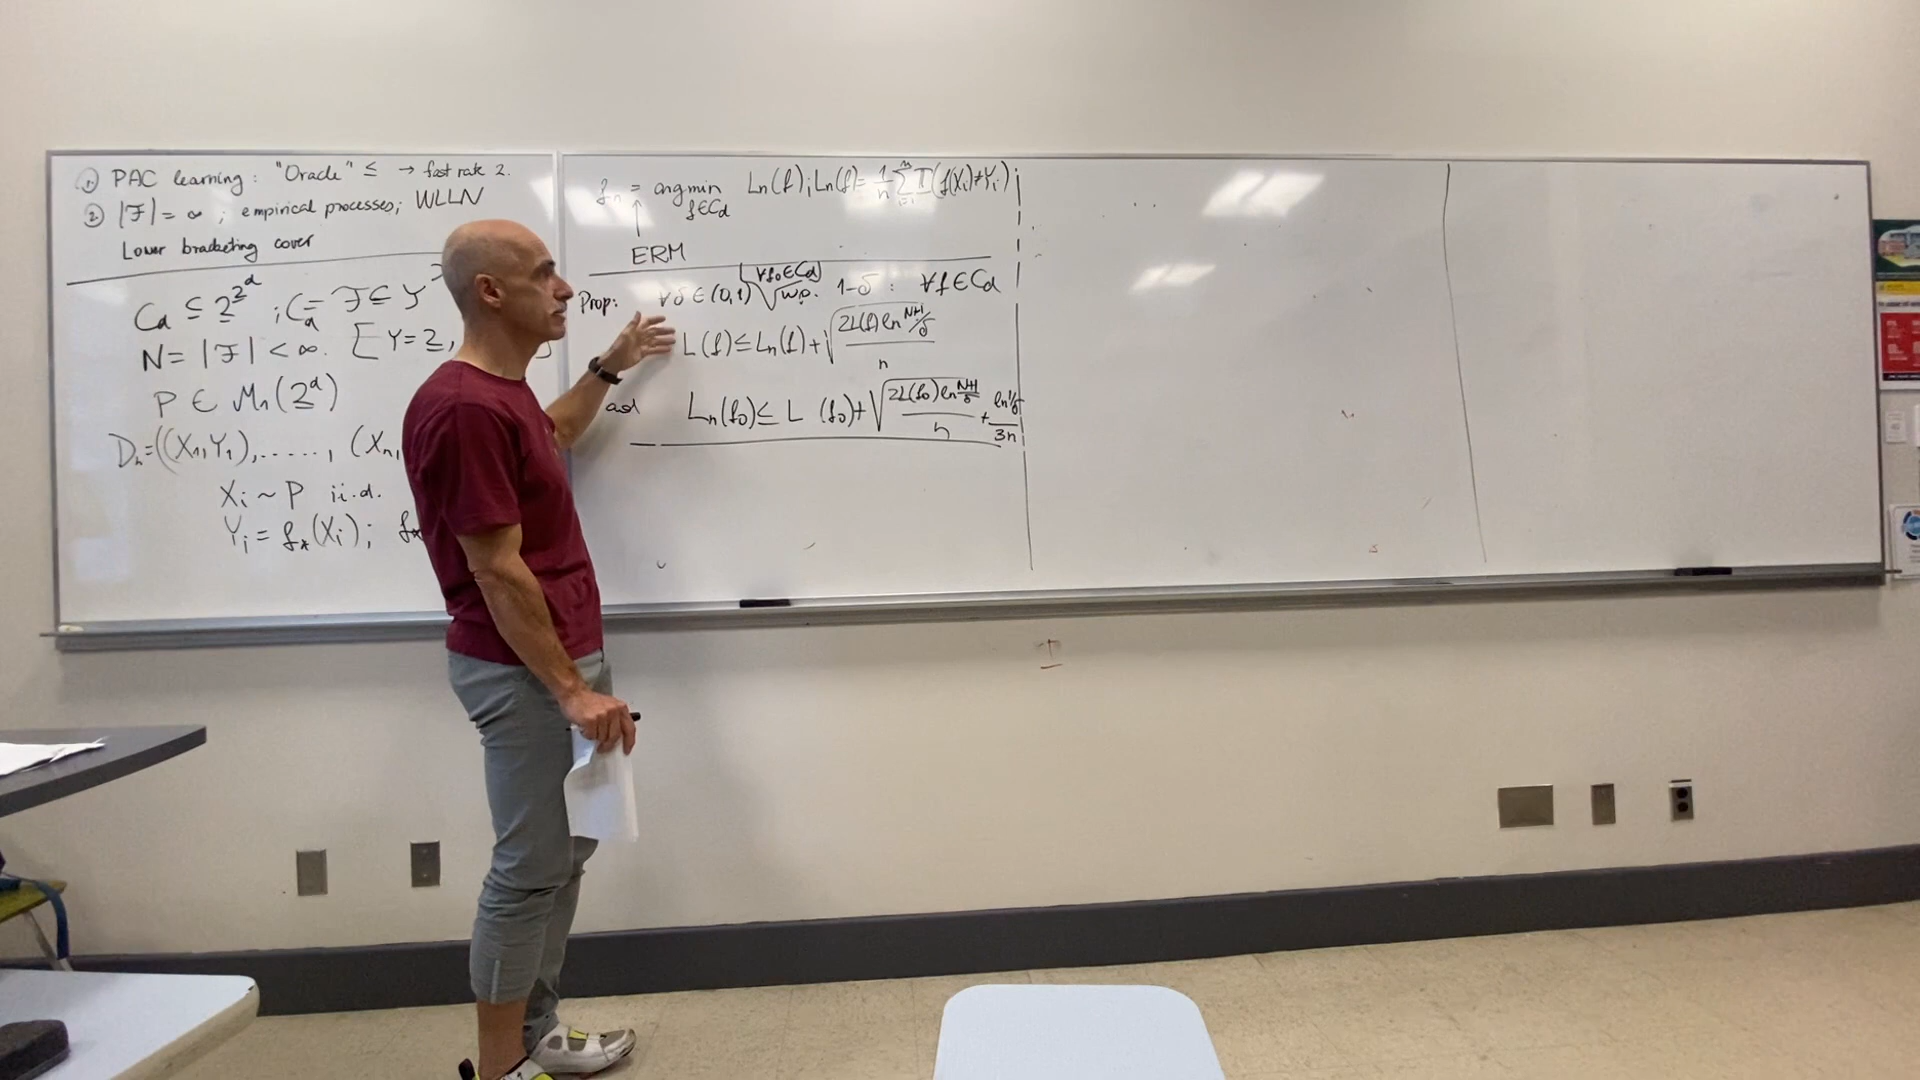 ① PAC learning: "Oracle" ≤ → fast rate 2.
② |F| = ∞ ; empirical processes; WLLN
Lower bracketing cover
C_d ⊆ 2^{2^d} ; C_d = F ⊆ Y
N = |F| < ∞. [Y = 2, ]
P ∈ M_1(2^d)
D_n = ((X_1, Y_1), ....., (X_n,
X_i ~ P i.i.d.
Y_i = f_*(X_i); f_*
f_n = argmin_{f∈C_d} L_n(f) ; L_n(f) = 1/n Σ_{i=1}^n I(f(X_i) ≠ Y_i) ;
ERM
Prop: ∀δ ∈ (0,1) ∀f_0 ∈ C_d w.p. 1-δ : ∀f ∈ C_d
L(f) ≤ L_n(f) + √(2L(f) ln (N+1)/δ / n)
and L_n(f_0) ≤ L (f_0) + √(2L(f_0) ln (N+1)/δ / n) + ln 1/δ / 3n